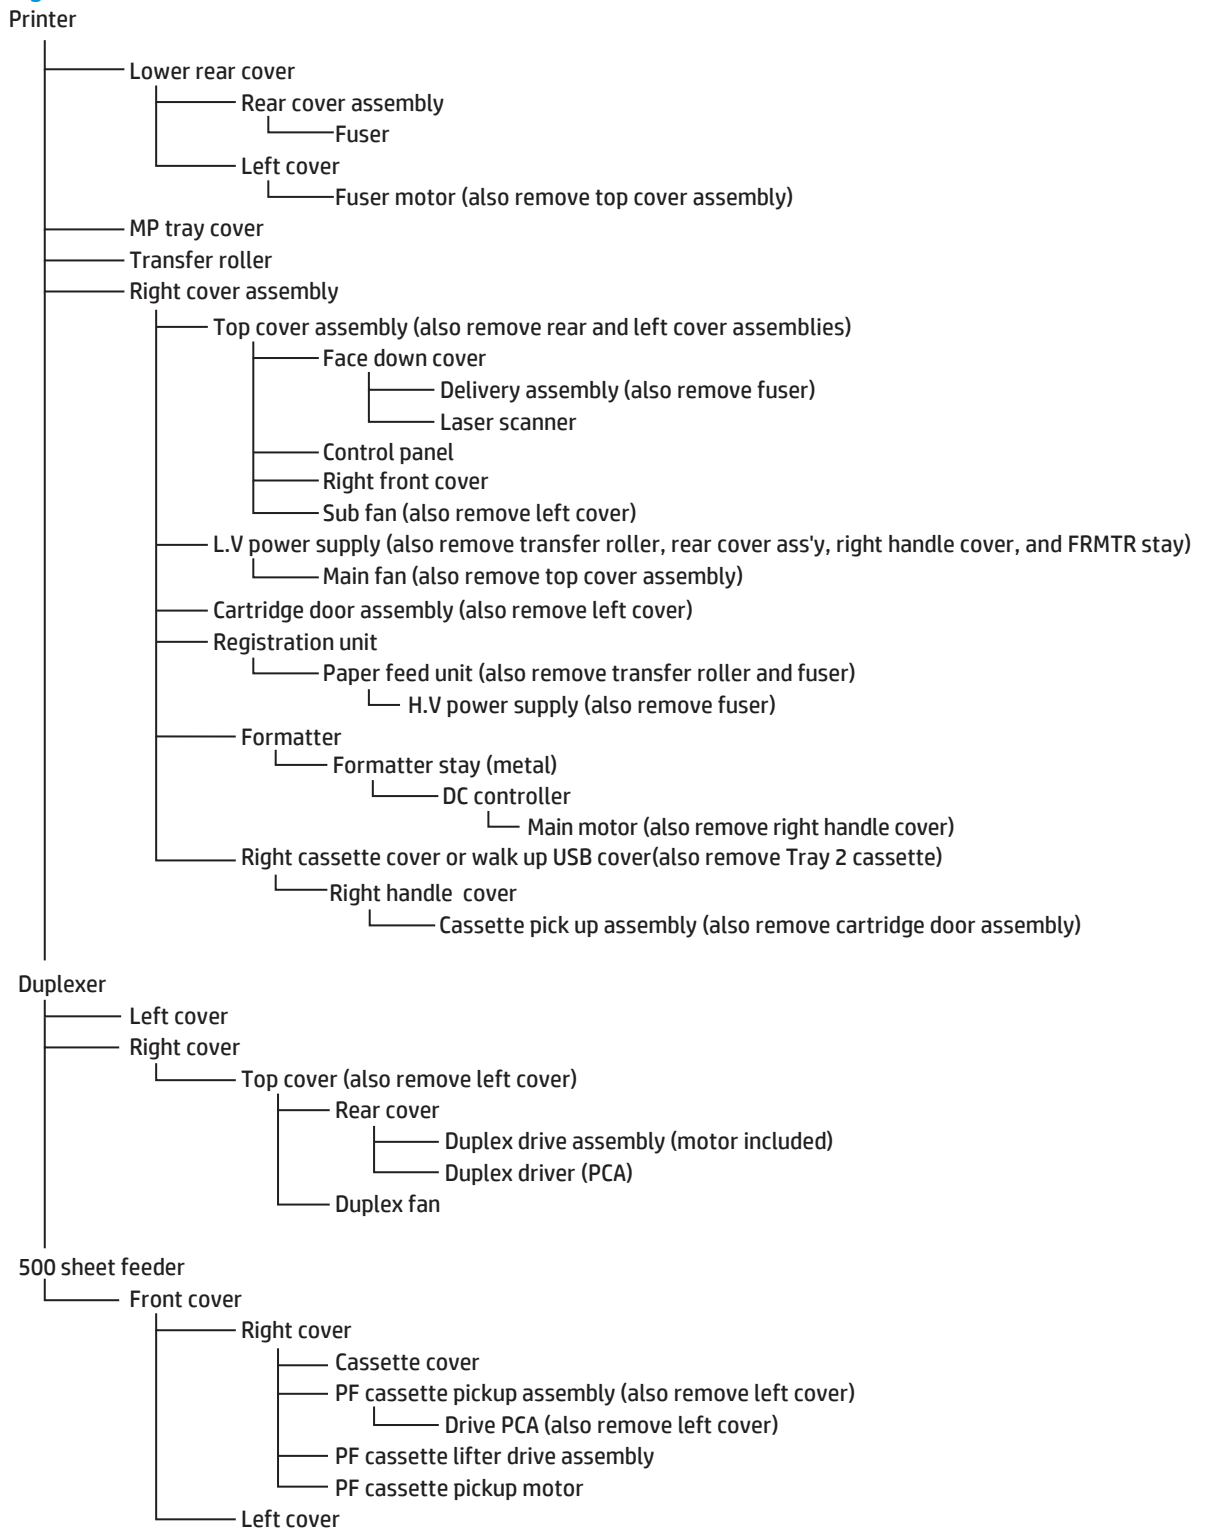 Printer
Lower rear cover
Rear cover assembly
Fuser
Left cover
Fuser motor (also remove top cover assembly)
MP tray cover
Transfer roller
Right cover assembly
Top cover assembly (also remove rear and left cover assemblies)
Face down cover
Delivery assembly (also remove fuser)
Laser scanner
Control panel
Right front cover
Sub fan (also remove left cover)
L.V power supply (also remove transfer roller, rear cover ass'y, right handle cover, and FRMTR stay)
Main fan (also remove top cover assembly)
Cartridge door assembly (also remove left cover)
Registration unit
Paper feed unit (also remove transfer roller and fuser)
H.V power supply (also remove fuser)
Formatter
Formatter stay (metal)
DC controller
Main motor (also remove right handle cover)
Right cassette cover or walk up USB cover(also remove Tray 2 cassette)
Right handle cover
Cassette pick up assembly (also remove cartridge door assembly)
Duplexer
Left cover
Right cover
Top cover (also remove left cover)
Rear cover
Duplex drive assembly (motor included)
Duplex driver (PCA)
Duplex fan
500 sheet feeder
Front cover
Right cover
Cassette cover
PF cassette pickup assembly (also remove left cover)
Drive PCA (also remove left cover)
PF cassette lifter drive assembly
PF cassette pickup motor
Left cover